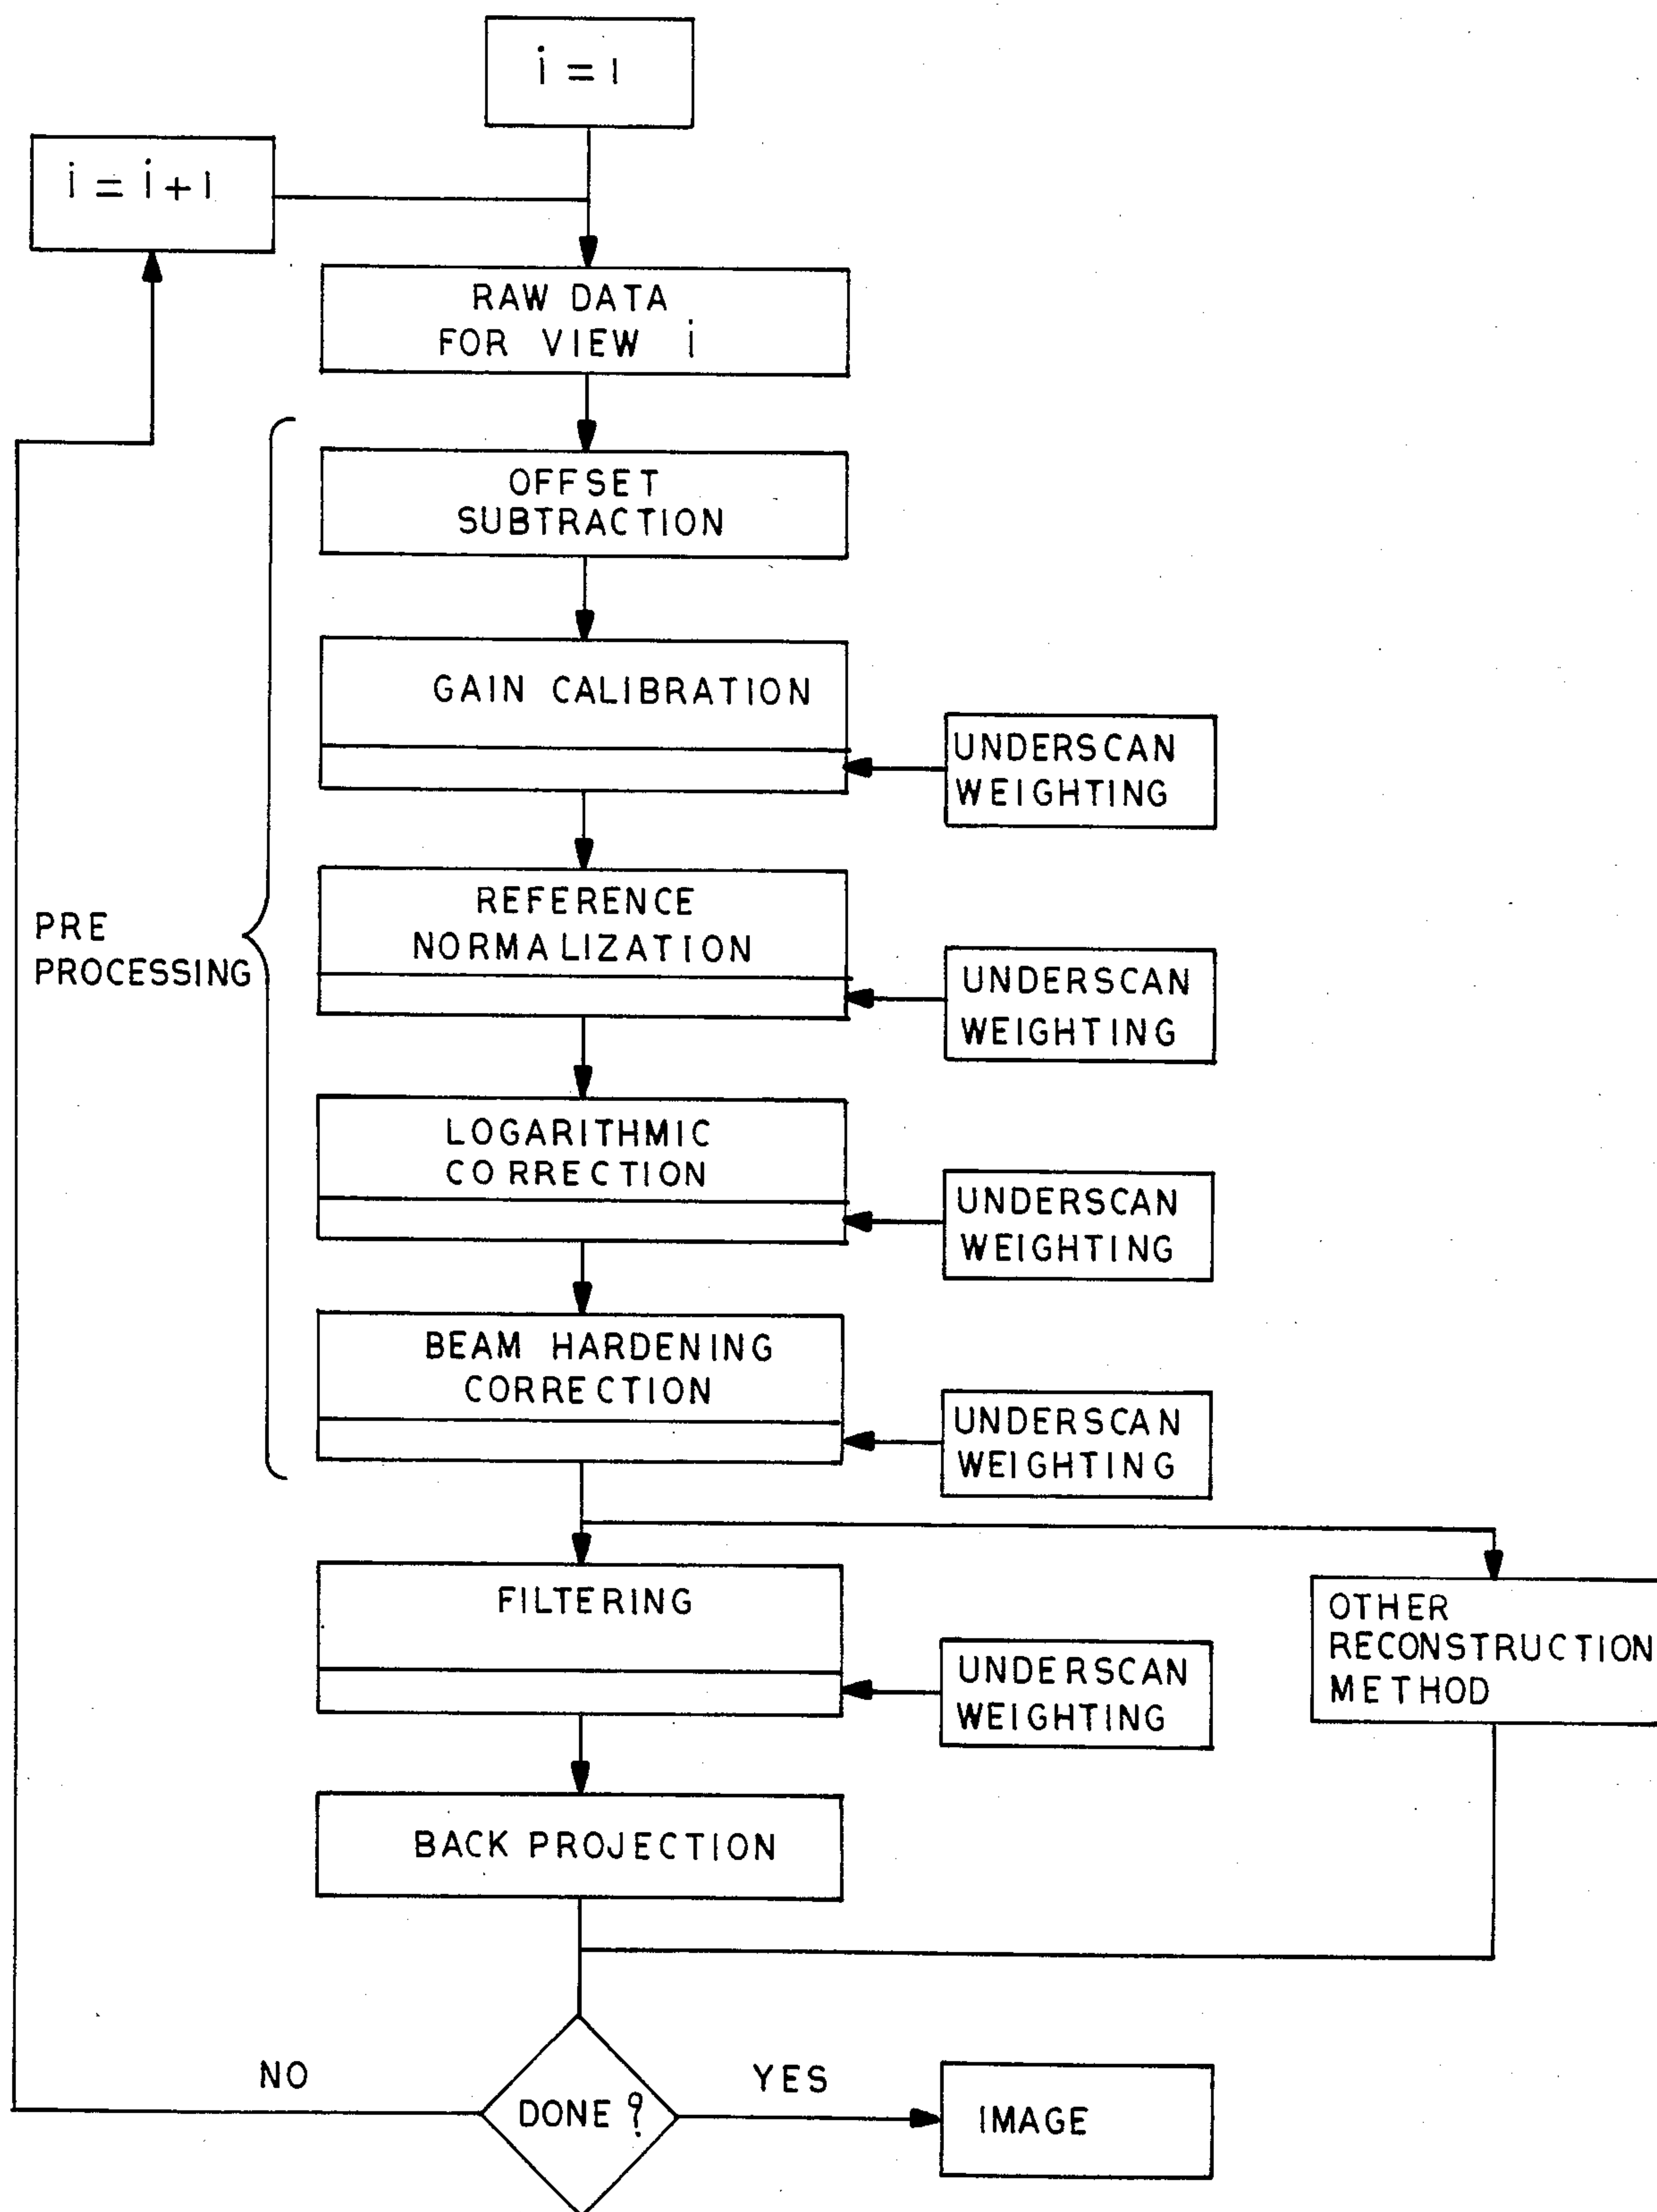 i = 1
i = i + 1
RAW DATA
FOR VIEW i
OFFSET
SUBTRACTION
GAIN CALIBRATION
UNDERSCAN
WEIGHTING
REFERENCE
NORMALIZATION
UNDERSCAN
WEIGHTING
PRE
PROCESSING
LOGARITHMIC
CORRECTION
UNDERSCAN
WEIGHTING
BEAM HARDENING
CORRECTION
UNDERSCAN
WEIGHTING
FILTERING
UNDERSCAN
WEIGHTING
OTHER
RECONSTRUCTION
METHOD
BACK PROJECTION
NO
DONE ?
YES
IMAGE